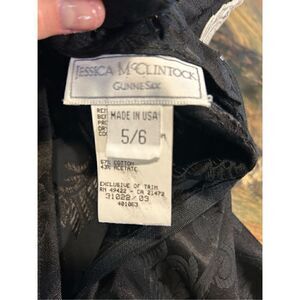 JESSICA McCLINTOCK
GUNNE SAX
MADE IN USA
5/6
57% COTTON
43% ACETATE
EXCLUSIVE OF TRIM
RN 49422 - CA 21472
31022/03
401063